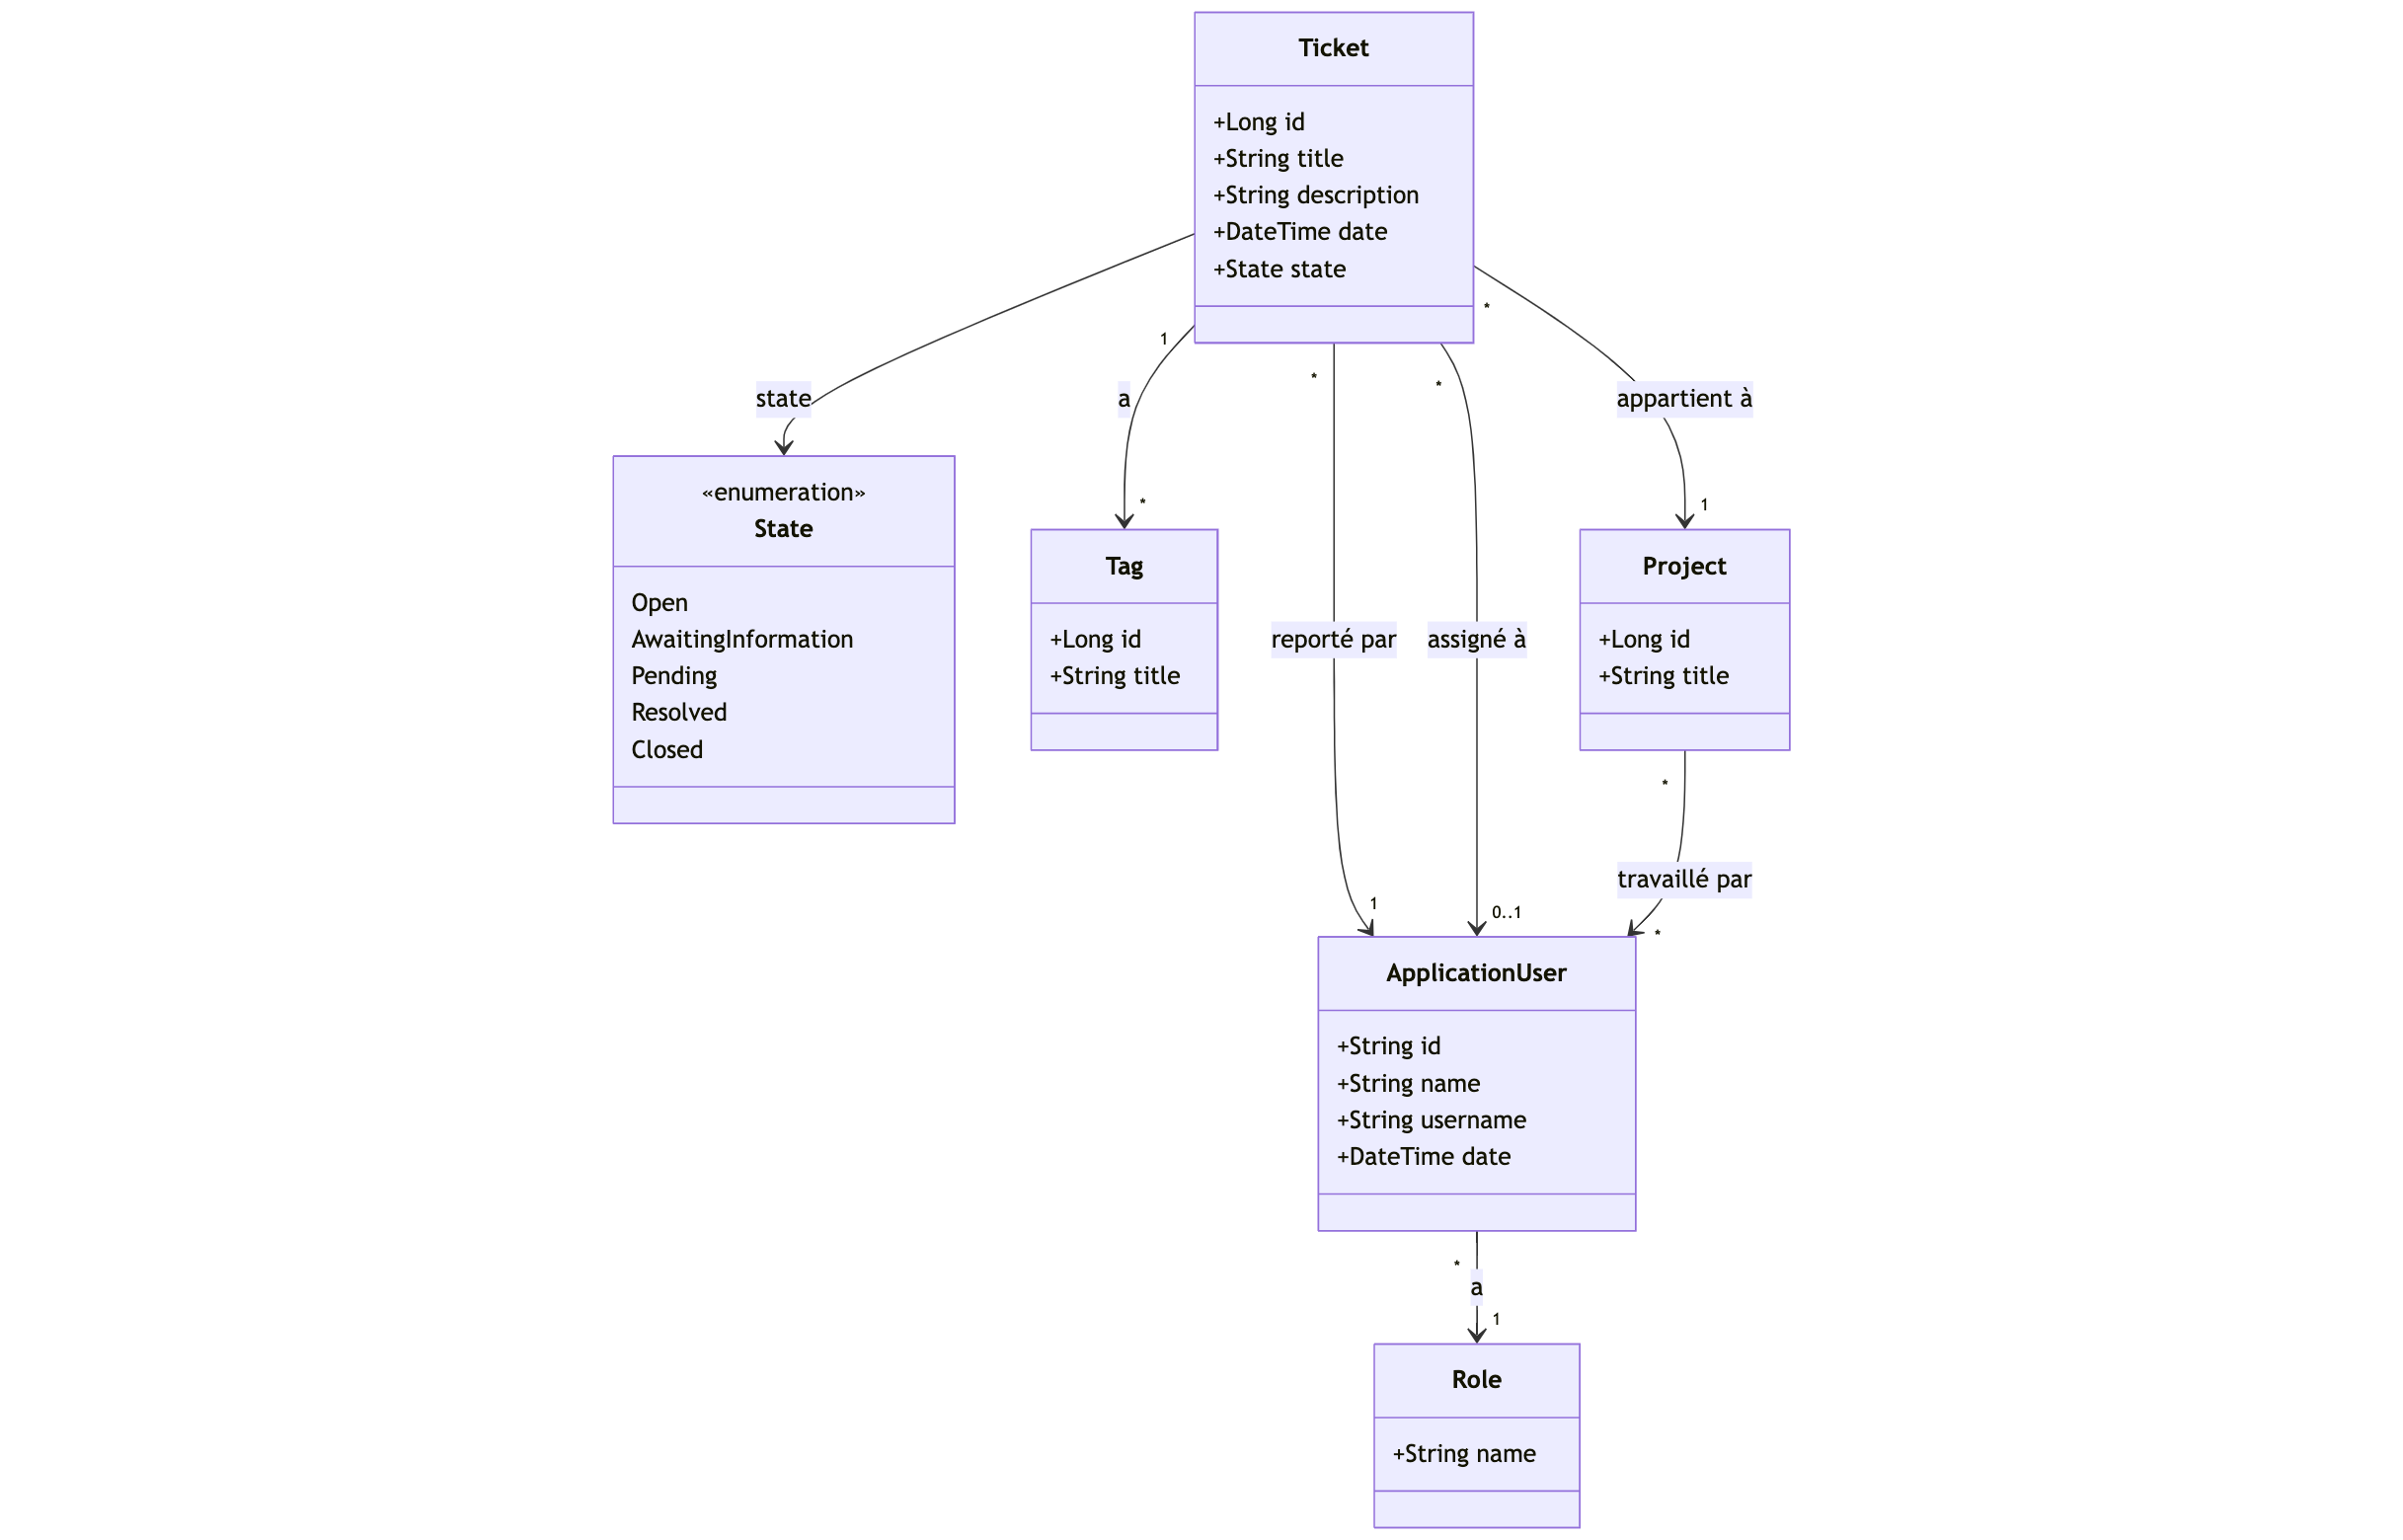 Ticket
+Long id
+String title
+String description
+DateTime date
+State state
*
1
*
*
state
a
appartient à
«enumeration»
State
Open
AwaitingInformation
Pending
Resolved
Closed
*
Tag
+Long id
+String title
1
Project
+Long id
+String title
reporté par
assigné à
*
travaillé par
1
0..1
*
ApplicationUser
+String id
+String name
+String username
+DateTime date
*
a
1
Role
+String name